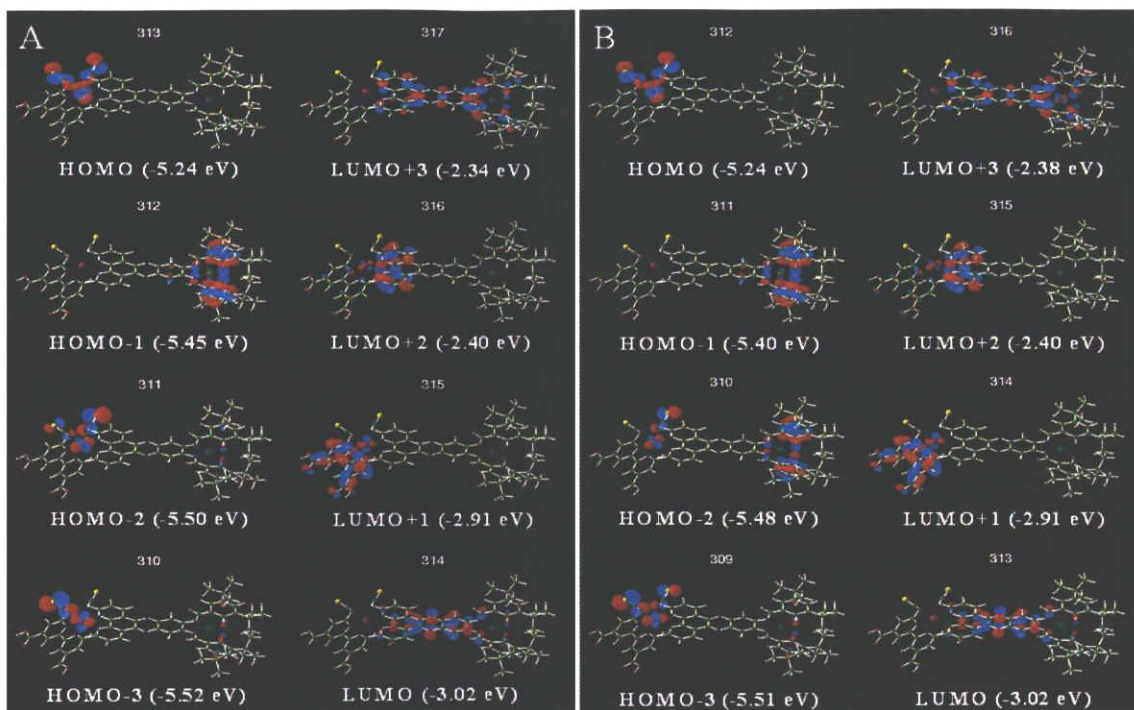 A
313
HOMO (-5.24 eV)
317
LUMO+3 (-2.34 eV)
312
HOMO-1 (-5.45 eV)
316
LUMO+2 (-2.40 eV)
311
HOMO-2 (-5.50 eV)
315
LUMO+1 (-2.91 eV)
310
HOMO-3 (-5.52 eV)
314
LUMO (-3.02 eV)
B
312
HOMO (-5.24 eV)
316
LUMO+3 (-2.38 eV)
311
HOMO-1 (-5.40 eV)
315
LUMO+2 (-2.40 eV)
310
HOMO-2 (-5.48 eV)
314
LUMO+1 (-2.91 eV)
309
HOMO-3 (-5.51 eV)
313
LUMO (-3.02 eV)